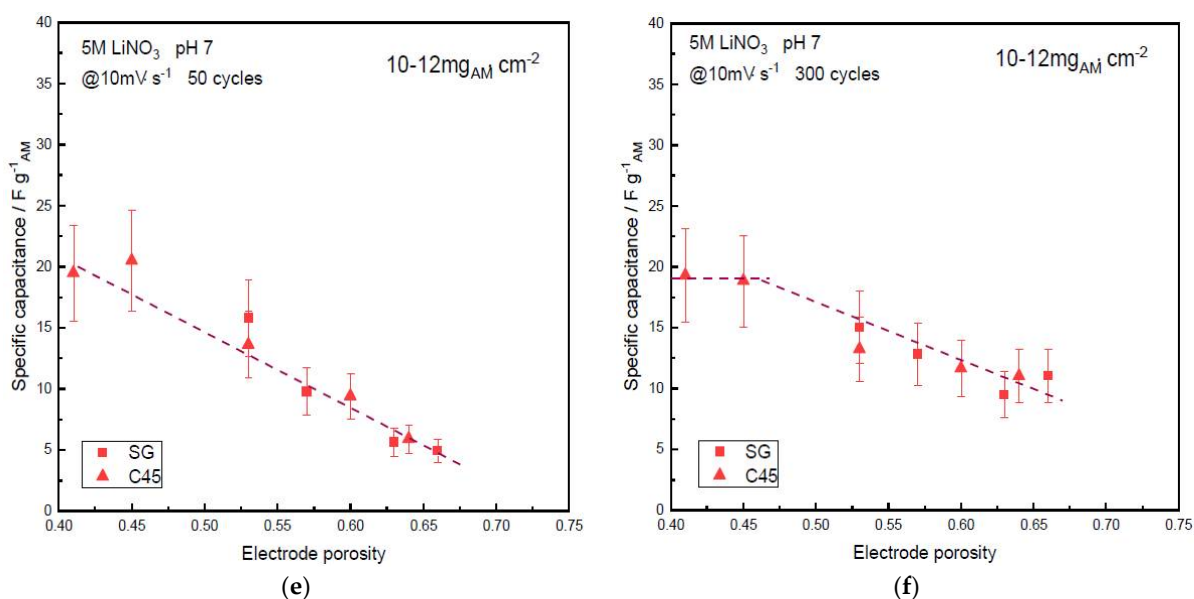 5M LiNO3 pH 7
@10mV·s-1 50 cycles
10-12mgAM·cm-2
Specific capacitance / F g-1AM
40
35
30
25
20
15
10
5
0
SG
C45
0.40 0.45 0.50 0.55 0.60 0.65 0.70 0.75
Electrode porosity
(e)
5M LiNO3 pH 7
@10mV·s-1 300 cycles
10-12mgAM·cm-2
Specific capacitance / F g-1AM
40
35
30
25
20
15
10
5
0
SG
C45
0.40 0.45 0.50 0.55 0.60 0.65 0.70 0.75
Electrode porosity
(f)